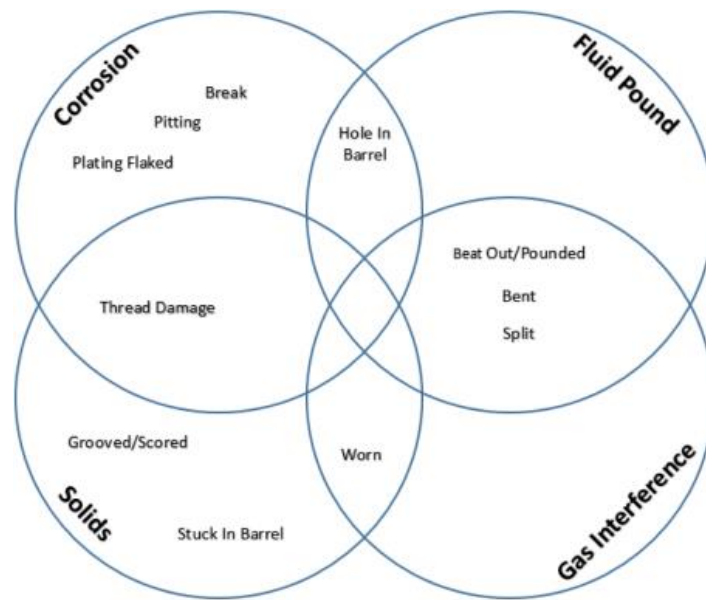 Corrosion
Fluid Pound
Break
Pitting
Plating Flaked
Hole In
Barrel
Beat Out/Pounded
Bent
Split
Thread Damage
Grooved/Scored
Worn
Stuck In Barrel
Solids
Gas Interference